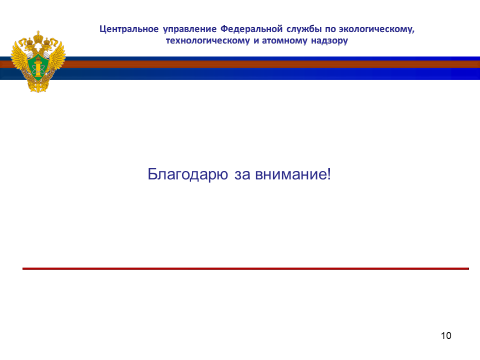 Центральное управление Федеральной службы по экологическому,
технологическому и атомному надзору
Благодарю за внимание!
10